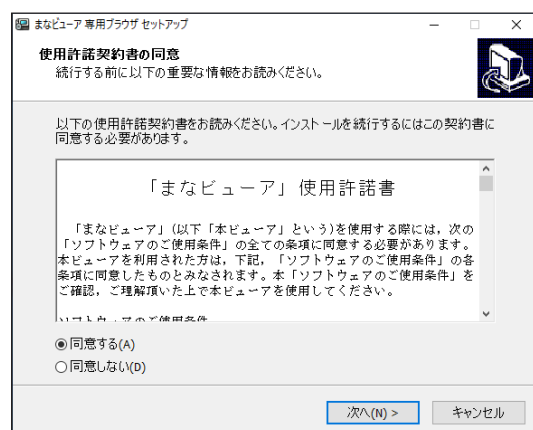 まなビューア 専用ブラウザ セットアップ
使用許諾契約書の同意
続行する前に以下の重要な情報をお読みください。
以下の使用許諾契約書をお読みください。インストールを続行するにはこの契約書に
同意する必要があります。
「まなビューア」使用許諾書
「まなビューア」(以下「本ビューア」という)を使用する際には，次の
「ソフトウェアのご使用条件」の全ての条項に同意する必要があります。
本ビューアを利用された方は，下記，「ソフトウェアのご使用条件」の各
条項に同意したものとみなされます。本「ソフトウェアのご使用条件」を
ご確認，ご理解頂いた上で本ビューアを使用してください。
ソフトウェアのご使用条件
同意する(A)
同意しない(D)
次へ(N) >
キャンセル